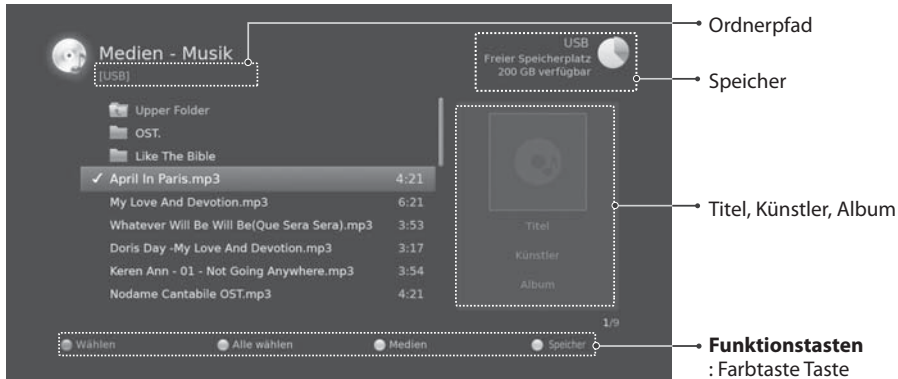 Medien - Musik
[USB]
USB
Freier Speicherplatz
200 GB verfügbar
Upper Folder
OST.
Like The Bible
✓ April In Paris.mp3 4:21
My Love And Devotion.mp3 6:21
Whatever Will Be Will Be(Que Sera Sera).mp3 3:53
Doris Day -My Love And Devotion.mp3 3:17
Keren Ann - 01 - Not Going Anywhere.mp3 3:54
Nodame Cantabile OST.mp3 4:21
Titel
Künstler
Album
1/9
Wählen Alle wählen Medien Speicher
Ordnerpfad
Speicher
Titel, Künstler, Album
Funktionstasten
: Farbtaste Taste